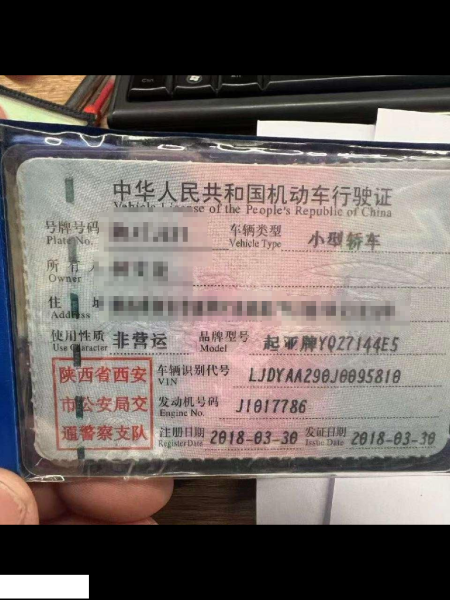 中华人民共和国机动车行驶证
Vehicle License of the People's Republic of China
号牌号码
Plate No.
车辆类型 小型轿车
Vehicle Type
所有人
Owner
住址
Address
使用性质 非营运
Use Character
品牌型号 起亚牌YQZ7144E5
Model
陕西省西安
市公安局交
通警察支队
车辆识别代号 LJDYAA290J0095810
VIN
发动机号码 J1017786
Engine No.
注册日期 2018-03-30
Register Date
发证日期 2018-03-30
Issue Date